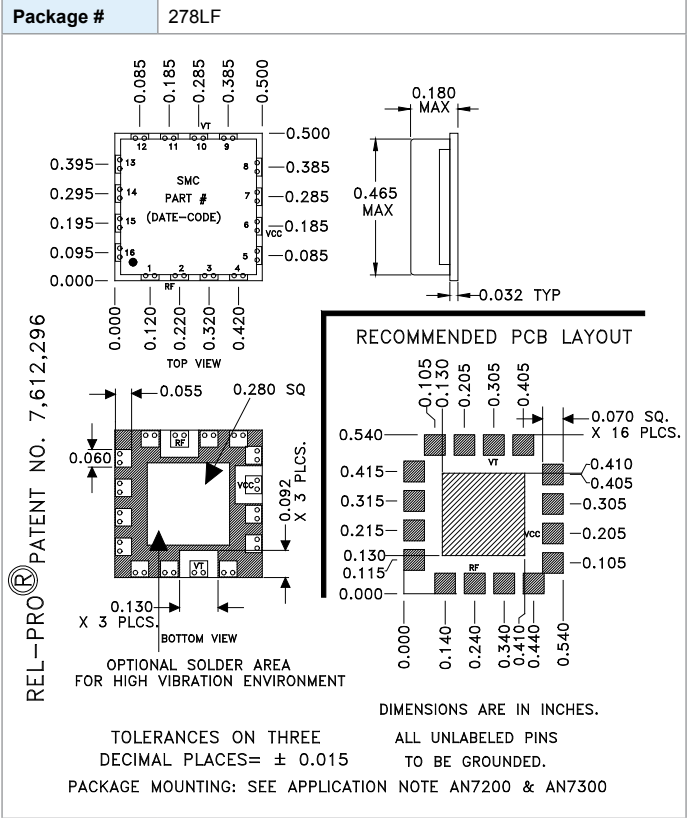 Package #
278LF
0.085
0.185
0.285
0.385
0.500
VT
12
11
10
9
0.500
0.395
13
8
0.385
SMC
0.295
14
PART #
7
0.285
0.195
15
(DATE-CODE)
6
VCC
0.185
0.095
16
5
0.085
0.000
1
2
3
4
RF
0.000
0.120
0.220
0.320
0.420
TOP VIEW
0.180
MAX
0.465
MAX
0.032 TYP
REL-PRO® PATENT NO. 7,612,296
0.055
0.280 SQ
0.060
RF
VCC
VT
0.092
X 3 PLCS.
0.130
X 3 PLCS.
BOTTOM VIEW
OPTIONAL SOLDER AREA
FOR HIGH VIBRATION ENVIRONMENT
RECOMMENDED PCB LAYOUT
0.105
0.130
0.205
0.305
0.405
0.070 SQ.
X 16 PLCS.
0.540
VT
0.415
0.410
0.405
0.315
0.305
0.215
VCC
0.205
0.130
0.115
RF
0.105
0.000
0.000
0.140
0.240
0.340
0.410
0.440
0.540
DIMENSIONS ARE IN INCHES.
TOLERANCES ON THREE
DECIMAL PLACES= ± 0.015
ALL UNLABELED PINS
TO BE GROUNDED.
PACKAGE MOUNTING: SEE APPLICATION NOTE AN7200 & AN7300